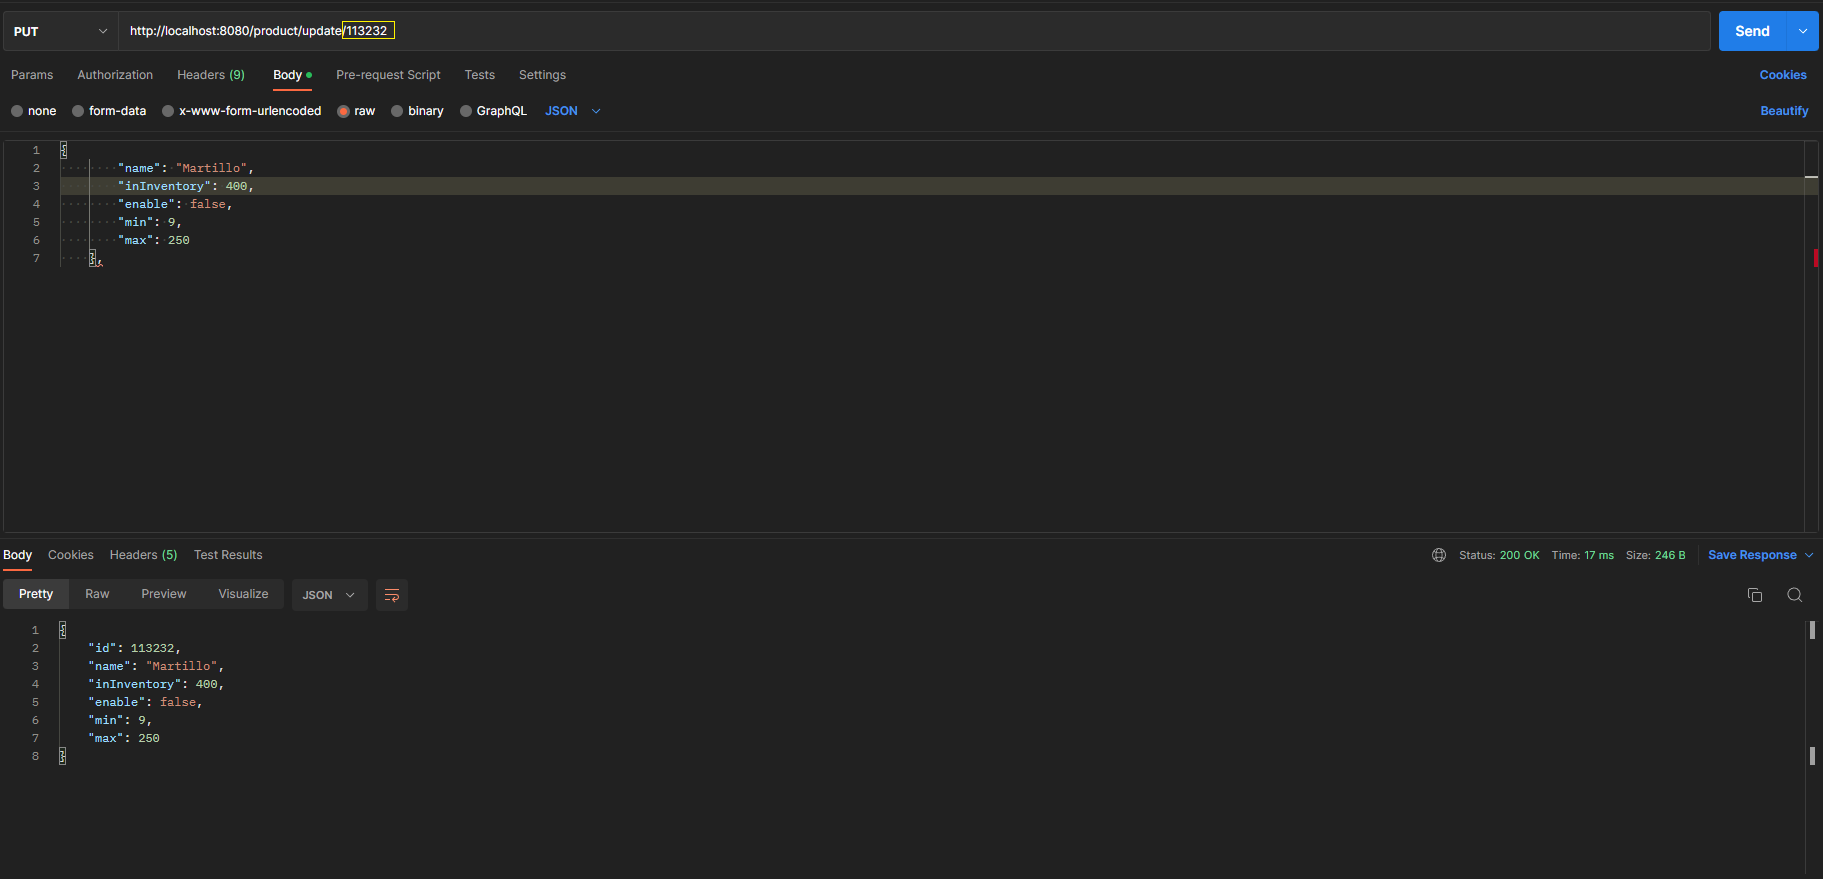 PUT http://localhost:8080/product/update/113232 Send
Params Authorization Headers (9) Body Pre-request Script Tests Settings Cookies
none form-data x-www-form-urlencoded raw binary GraphQL JSON Beautify
1 {
2 "name": "Martillo",
3 "inInventory": 400,
4 "enable": false,
5 "min": 9,
6 "max": 250
7 },
Body Cookies Headers (5) Test Results Status: 200 OK Time: 17 ms Size: 246 B Save Response
Pretty Raw Preview Visualize JSON
1 {
2 "id": 113232,
3 "name": "Martillo",
4 "inInventory": 400,
5 "enable": false,
6 "min": 9,
7 "max": 250
8 }